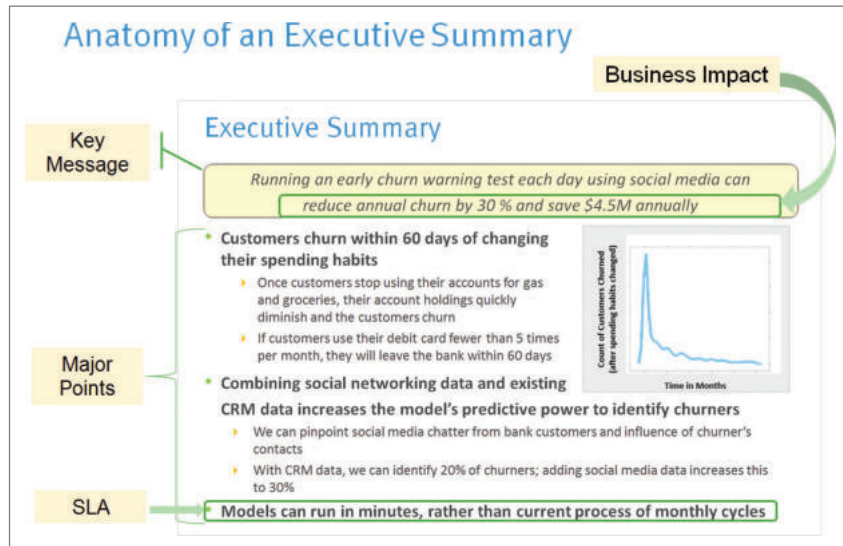 Anatomy of an Executive Summary
Business Impact
Key
Message
Executive Summary
Running an early churn warning test each day using social media can
reduce annual churn by 30 % and save $4.5M annually
• Customers churn within 60 days of changing
their spending habits
Once customers stop using their accounts for gas
and groceries, their account holdings quickly
diminish and the customers churn
If customers use their debit card fewer than 5 times
per month, they will leave the bank within 60 days
Count of Customers Churned
(after spending habits changed)
Time in Months
Major
Points
• Combining social networking data and existing
CRM data increases the model's predictive power to identify churners
We can pinpoint social media chatter from bank customers and influence of churner's
contacts
With CRM data, we can identify 20% of churners; adding social media data increases this
to 30%
SLA
• Models can run in minutes, rather than current process of monthly cycles